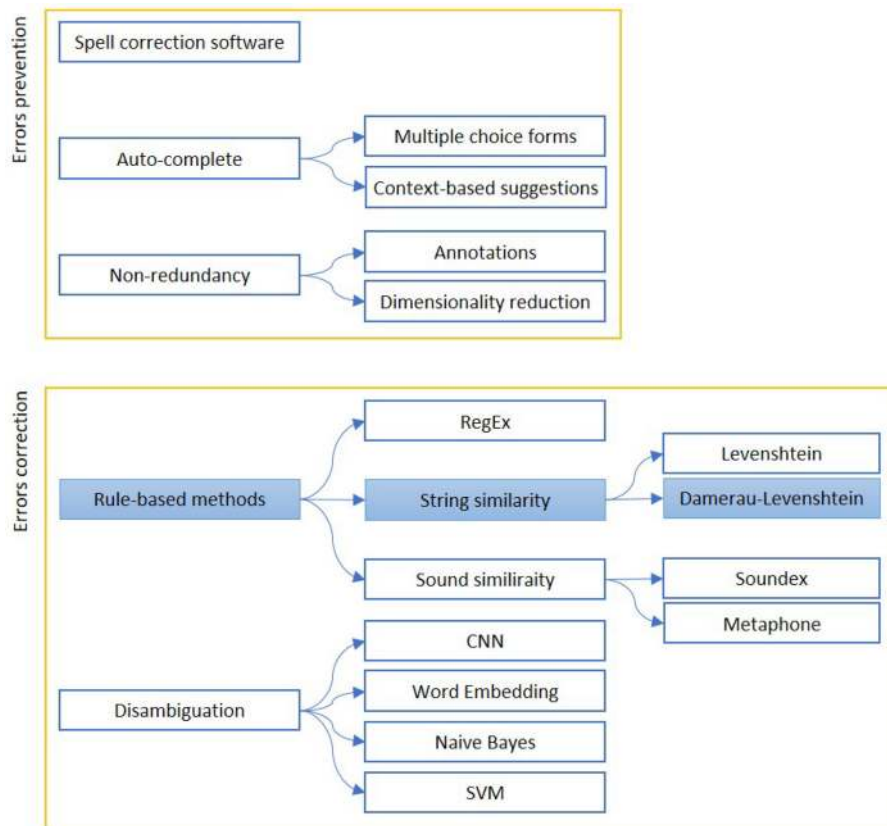 Errors prevention
Spell correction software
Auto-complete
Multiple choice forms
Context-based suggestions
Non-redundancy
Annotations
Dimensionality reduction
Errors correction
Rule-based methods
RegEx
String similarity
Levenshtein
Damerau-Levenshtein
Sound similiraity
Soundex
Metaphone
Disambiguation
CNN
Word Embedding
Naive Bayes
SVM